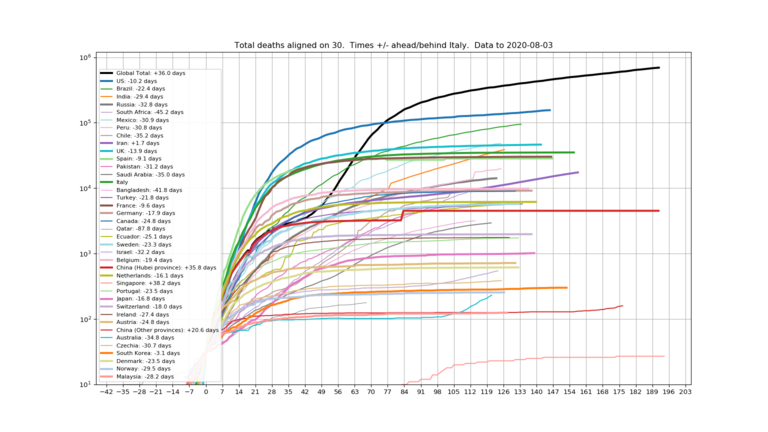 Total deaths aligned on 30.  Times +/- ahead/behind Italy.  Data to 2020-08-03
10^6
10^5
10^4
10^3
10^2
10^1
Global Total: +36.0 days
US: -10.2 days
Brazil: -22.4 days
India: -29.4 days
Russia: -32.8 days
South Africa: -45.2 days
Mexico: -30.9 days
Peru: -30.8 days
Chile: -35.2 days
Iran: +1.7 days
UK: -13.9 days
Spain: -9.1 days
Pakistan: -31.2 days
Saudi Arabia: -35.0 days
Italy
Bangladesh: -41.8 days
Turkey: -21.8 days
France: -9.6 days
Germany: -17.9 days
Canada: -24.8 days
Qatar: -87.8 days
Ecuador: -25.1 days
Sweden: -23.3 days
Israel: -32.2 days
Belgium: -19.4 days
China (Hubei province): +35.8 days
Netherlands: -16.1 days
Singapore: +38.2 days
Portugal: -23.5 days
Japan: -16.8 days
Switzerland: -18.0 days
Ireland: -27.4 days
Austria: -24.8 days
China (Other provinces): +20.6 days
Australia: -34.8 days
Czechia: -30.7 days
South Korea: -3.1 days
Denmark: -23.5 days
Norway: -29.5 days
Malaysia: -28.2 days
−42 −35 −28 −21 −14 −7 0 7 14 21 28 35 42 49 56 63 70 77 84 91 98 105 112 119 126 133 140 147 154 161 168 175 182 189 196 203